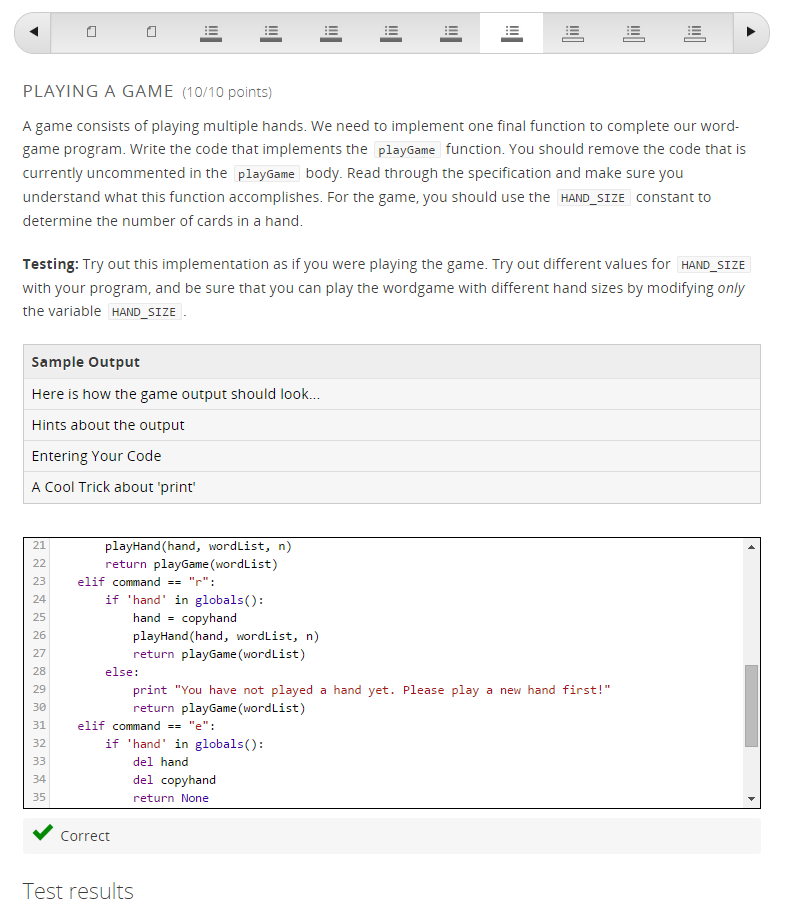 PLAYING A GAME (10/10 points)
A game consists of playing multiple hands. We need to implement one final function to complete our word-
game program. Write the code that implements the playGame function. You should remove the code that is
currently uncommented in the playGame body. Read through the specification and make sure you
understand what this function accomplishes. For the game, you should use the HAND_SIZE constant to
determine the number of cards in a hand.
Testing: Try out this implementation as if you were playing the game. Try out different values for HAND_SIZE
with your program, and be sure that you can play the wordgame with different hand sizes by modifying only
the variable HAND_SIZE .
Sample Output
Here is how the game output should look...
Hints about the output
Entering Your Code
A Cool Trick about 'print'
21 playHand(hand, wordList, n)
22 return playGame(wordList)
23 elif command == "r":
24 if 'hand' in globals():
25 hand = copyhand
26 playHand(hand, wordList, n)
27 return playGame(wordList)
28 else:
29 print "You have not played a hand yet. Please play a new hand first!"
30 return playGame(wordList)
31 elif command == "e":
32 if 'hand' in globals():
33 del hand
34 del copyhand
35 return None
Correct
Test results